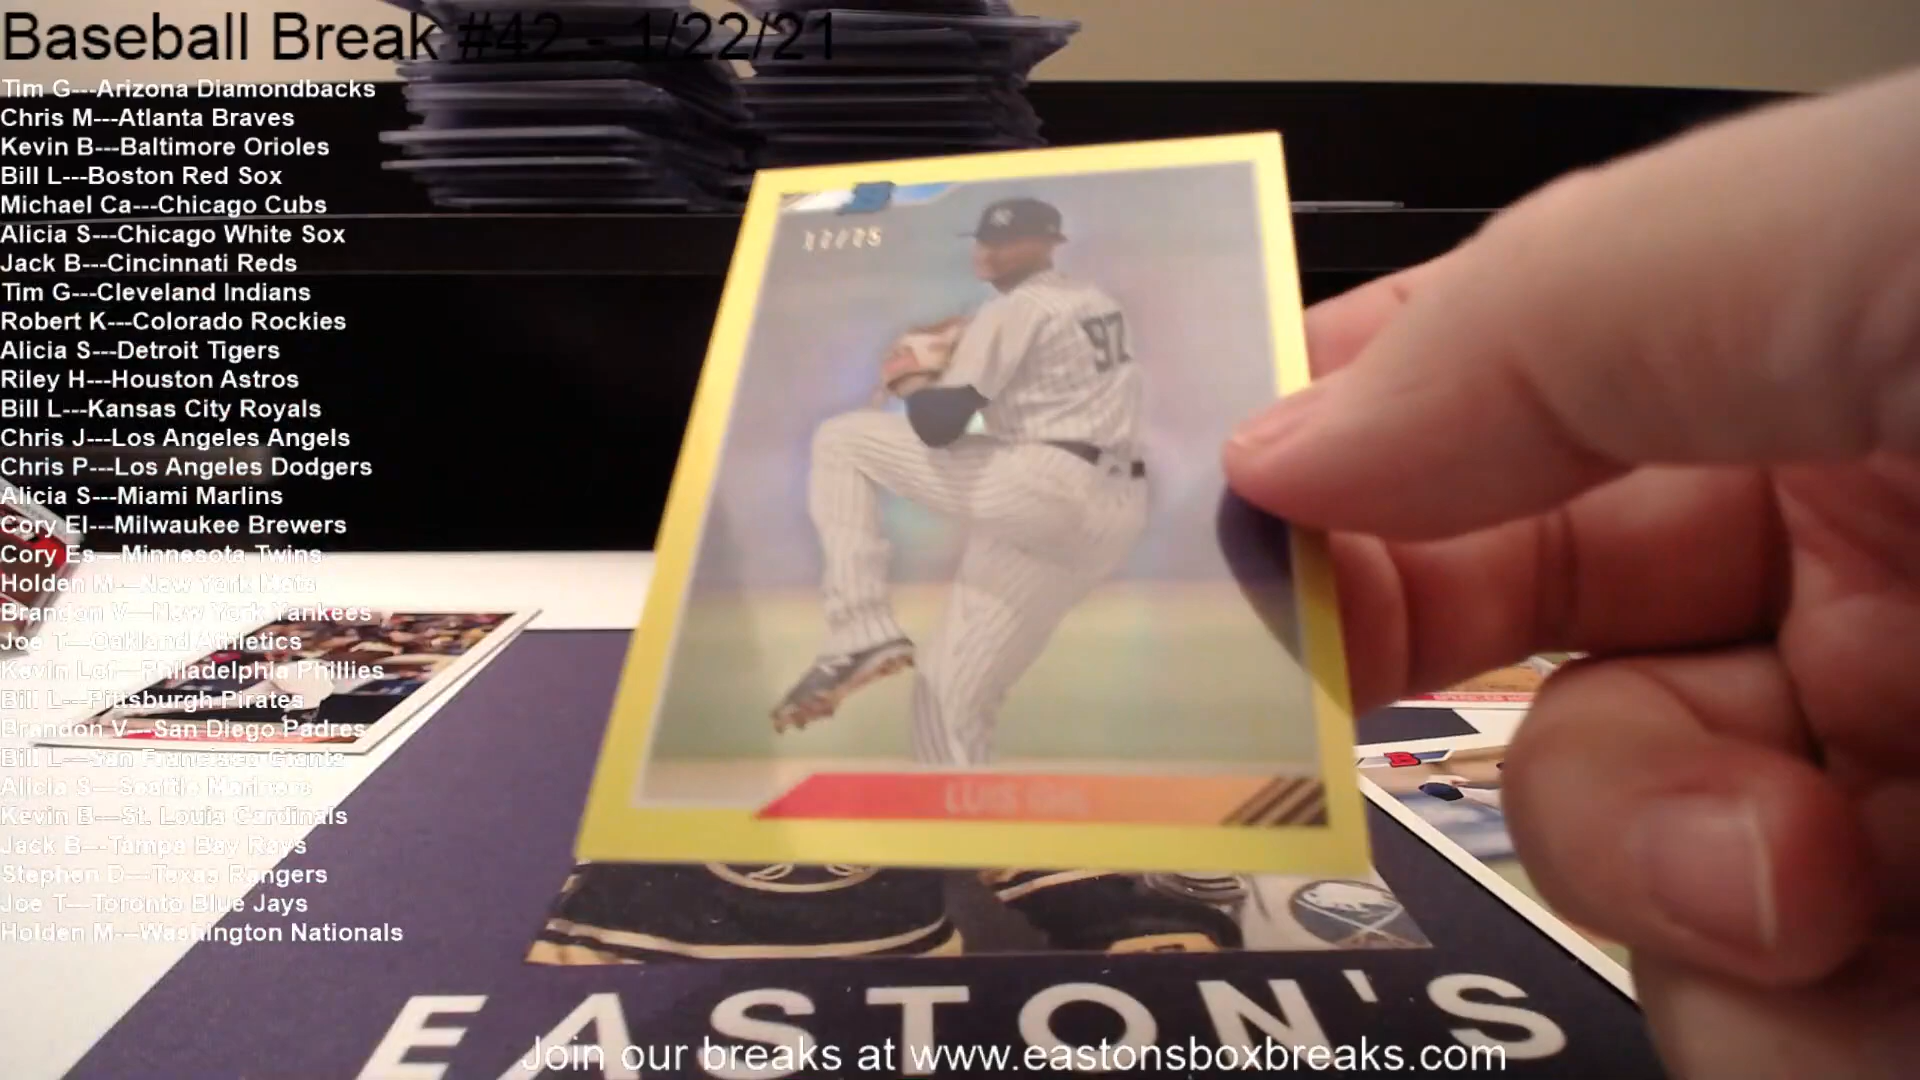 Baseball Break #42 - 1/22/21
Tim G---Arizona Diamondbacks
Chris M---Atlanta Braves
Kevin B---Baltimore Orioles
Bill L---Boston Red Sox
Michael Ca---Chicago Cubs
Alicia S---Chicago White Sox
Jack B---Cincinnati Reds
Tim G---Cleveland Indians
Robert K---Colorado Rockies
Alicia S---Detroit Tigers
Riley H---Houston Astros
Bill L---Kansas City Royals
Chris J---Los Angeles Angels
Chris P---Los Angeles Dodgers
Alicia S---Miami Marlins
Cory El---Milwaukee Brewers
Cory Es---Minnesota Twins
Holden M---New York Mets
Brandon V---New York Yankees
Joe T---Oakland Athletics
Kevin Lof---Philadelphia Phillies
Bill L---Pittsburgh Pirates
Brandon V---San Diego Padres
Bill L---San Francisco Giants
Alicia S---Seattle Mariners
Kevin B---St. Louis Cardinals
Jack B---Tampa Bay Rays
Stephen D---Texas Rangers
Joe T---Toronto Blue Jays
Holden M---Washington Nationals
97
LUIS GIL
EASTON'S
Join our breaks at www.eastonsboxbreaks.com